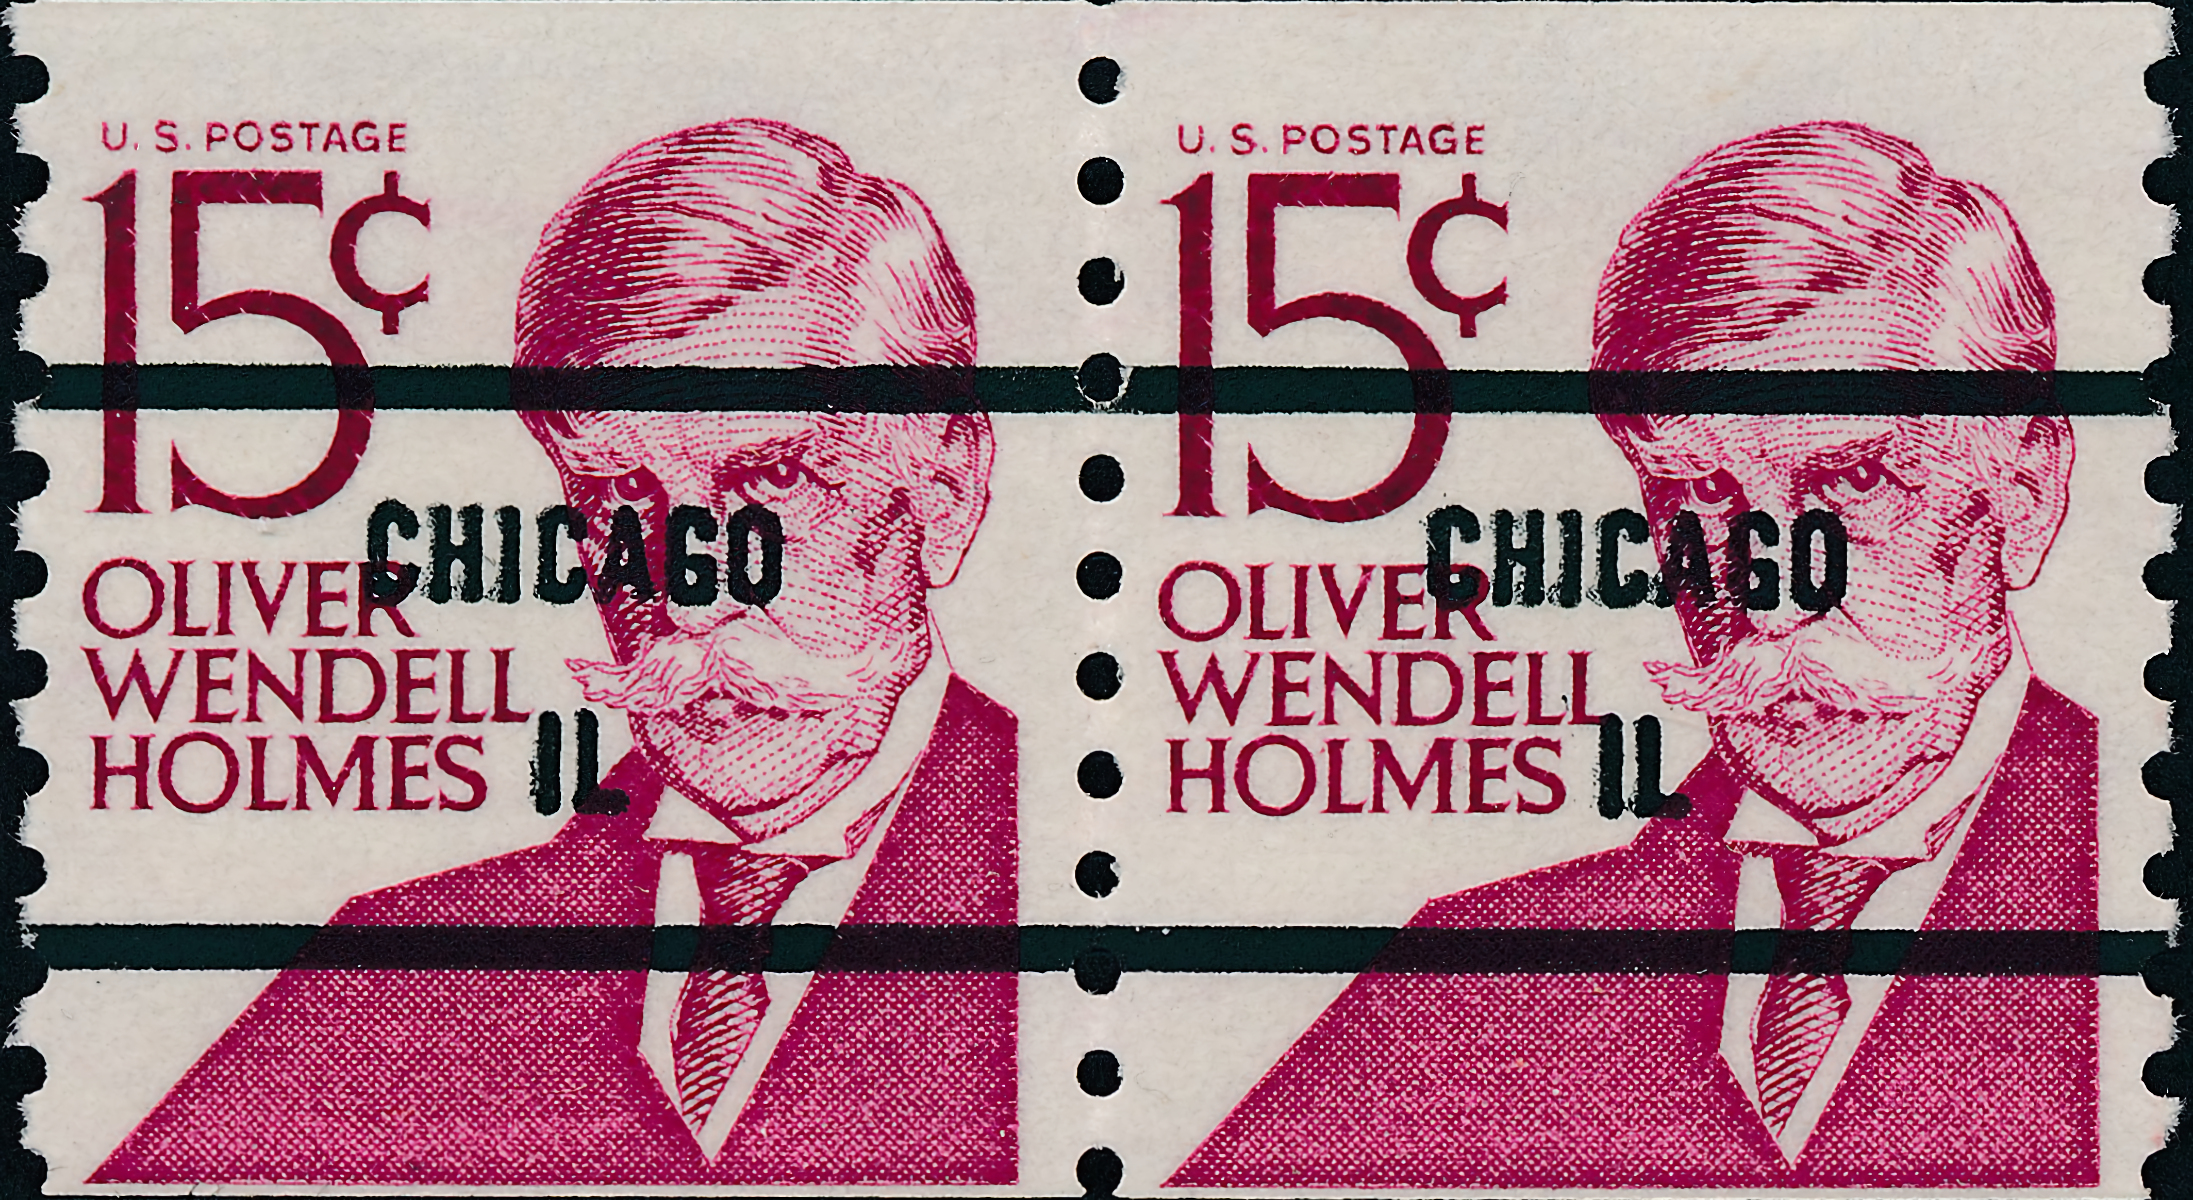 U. S. POSTAGE
15¢
CHICAGO
OLIVER
WENDELL
HOLMES
IL
U. S. POSTAGE
15¢
CHICAGO
OLIVER
WENDELL
HOLMES
IL